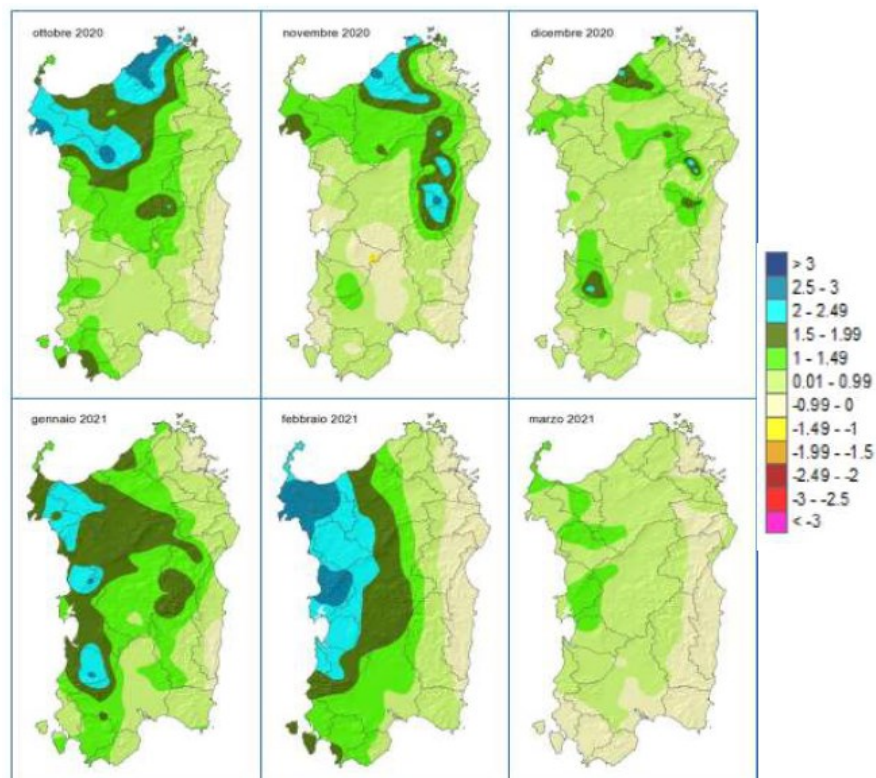 ottobre 2020
novembre 2020
dicembre 2020
> 3
2.5 - 3
2 - 2.49
1.5 - 1.99
1 - 1.49
0.01 - 0.99
-0.99 - 0
-1.49 - -1
-1.99 - -1.5
-2.49 - -2
-3 - -2.5
< -3
gennaio 2021
febbraio 2021
marzo 2021